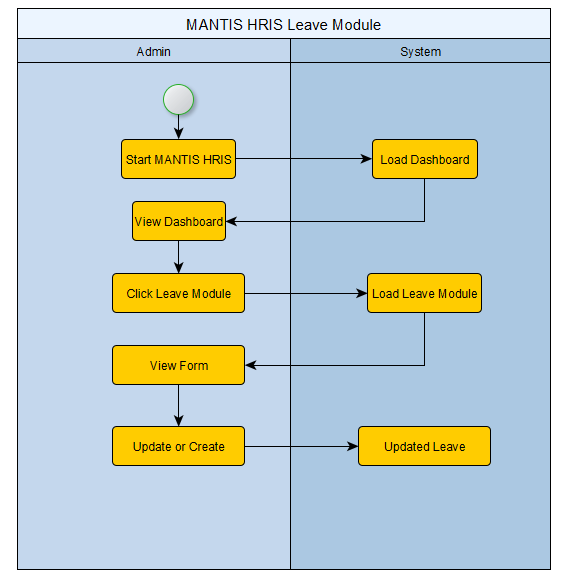 MANTIS HRIS Leave Module
Admin
System
Start MANTIS HRIS
Load Dashboard
View Dashboard
Click Leave Module
Load Leave Module
View Form
Update or Create
Updated Leave